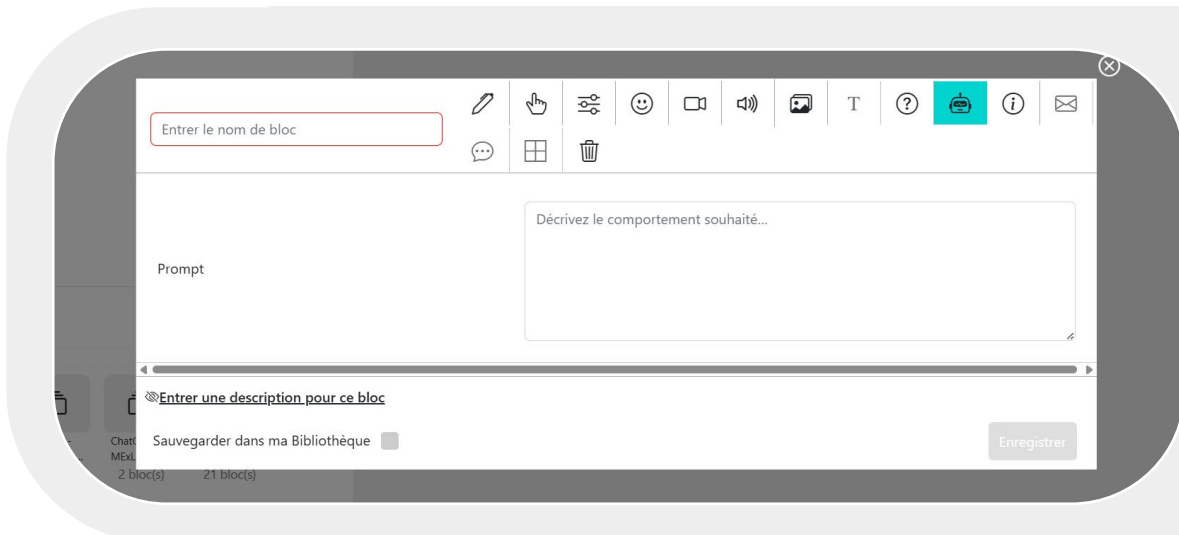 Entrer le nom de bloc
T
Prompt
Décrivez le comportement souhaité...
Entrer une description pour ce bloc
Sauvegarder dans ma Bibliothèque
Enregistrer
2 bloc(s)
21 bloc(s)